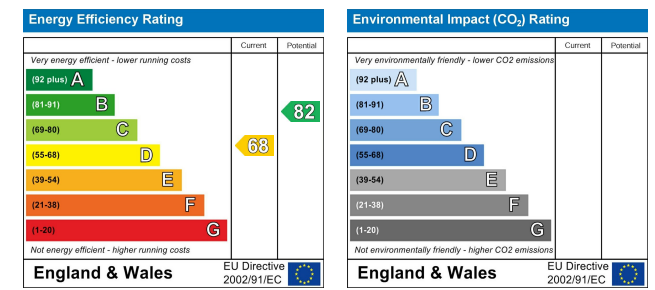 Energy Efficiency Rating
Current Potential
Very energy efficient - lower running costs
(92 plus) A
(81-91) B
82
(69-80) C
68
(55-68) D
(39-54) E
(21-38) F
(1-20) G
Not energy efficient - higher running costs
England & Wales
EU Directive
2002/91/EC
Environmental Impact (CO₂) Rating
Current Potential
Very environmentally friendly - lower CO2 emissions
(92 plus) A
(81-91) B
(69-80) C
(55-68) D
(39-54) E
(21-38) F
(1-20) G
Not environmentally friendly - higher CO2 emissions
England & Wales
EU Directive
2002/91/EC